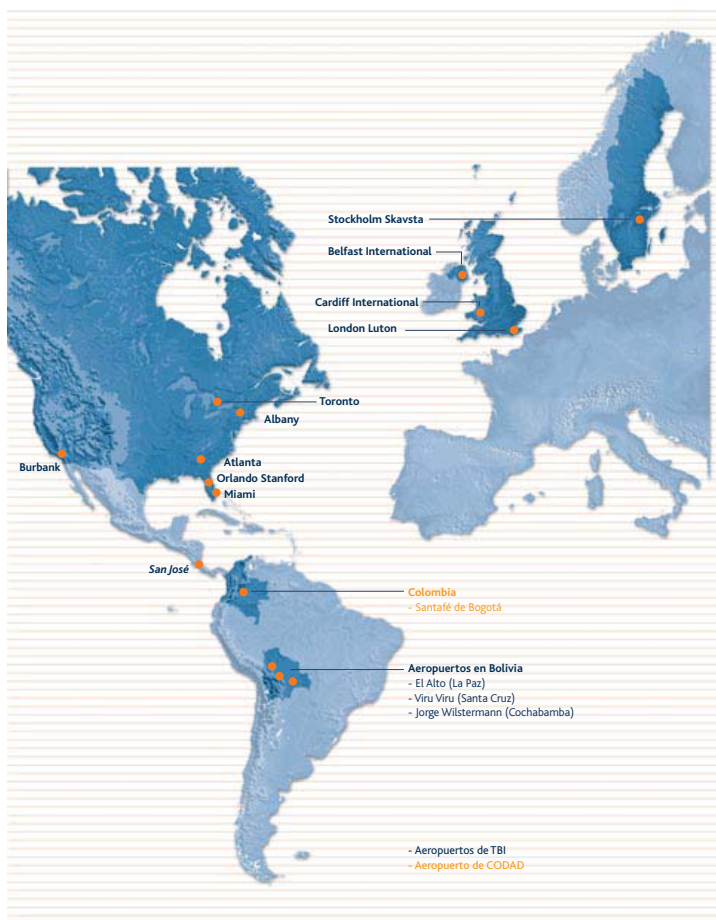 Stockholm Skavsta
Belfast International
Cardiff International
London Luton
Toronto
Albany
Burbank
Atlanta
Orlando Stanford
Miami
San José
Colombia
- Santafé de Bogotá
Aeropuertos en Bolivia
- El Alto (La Paz)
- Viru Viru (Santa Cruz)
- Jorge Wilstermann (Cochabamba)
- Aeropuertos de TBI
- Aeropuerto de CODAD